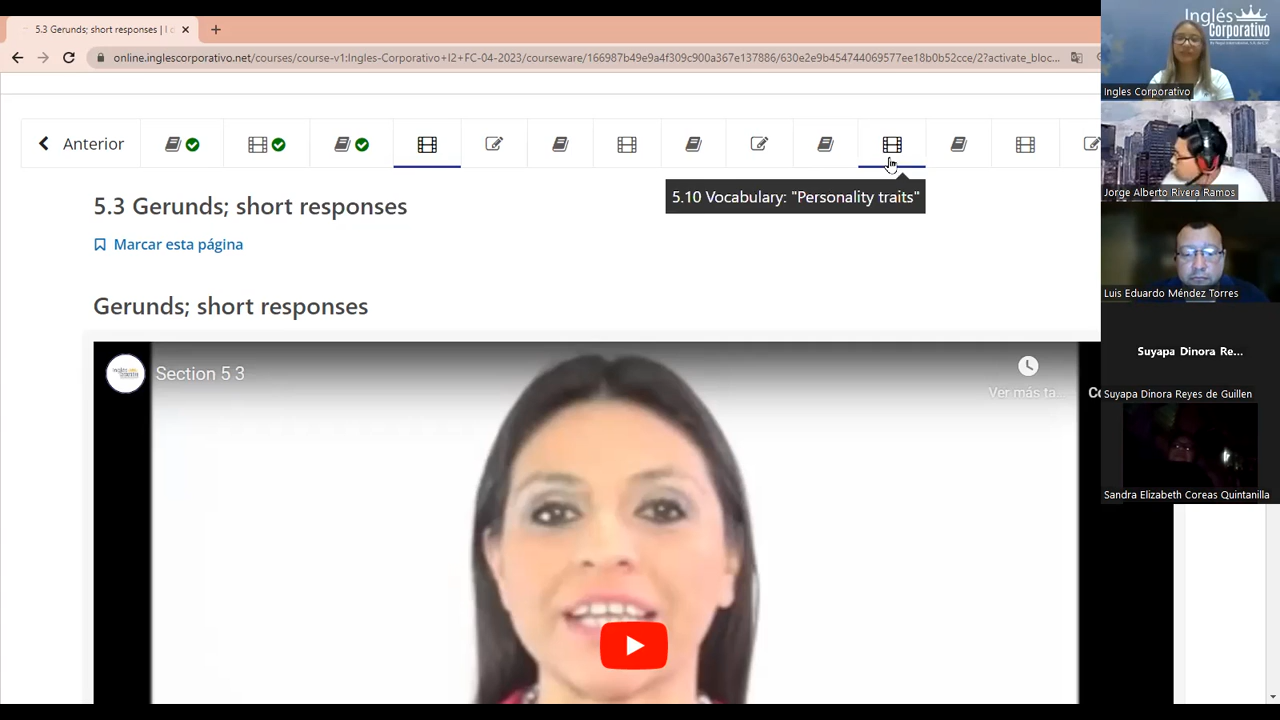 5.3 Gerunds; short responses | I c
online.inglescorporativo.net/courses/course-v1:Ingles-Corporativo+I2+FC-04-2023/courseware/166987b49e9a4f309c900a367e137886/630e2e9b454744069577ee18b0b52cce/2?activate_bloc...
Anterior
5.10 Vocabulary: "Personality traits"
5.3 Gerunds; short responses
Marcar esta página
Gerunds; short responses
Section 5 3
Ver más ta...
Co
Inglés
Corporativo
Ingles Corporativo
Jorge Alberto Rivera Ramos
Luis Eduardo Méndez Torres
Suyapa Dinora Re...
Suyapa Dinora Reyes de Guillen
Sandra Elizabeth Coreas Quintanilla